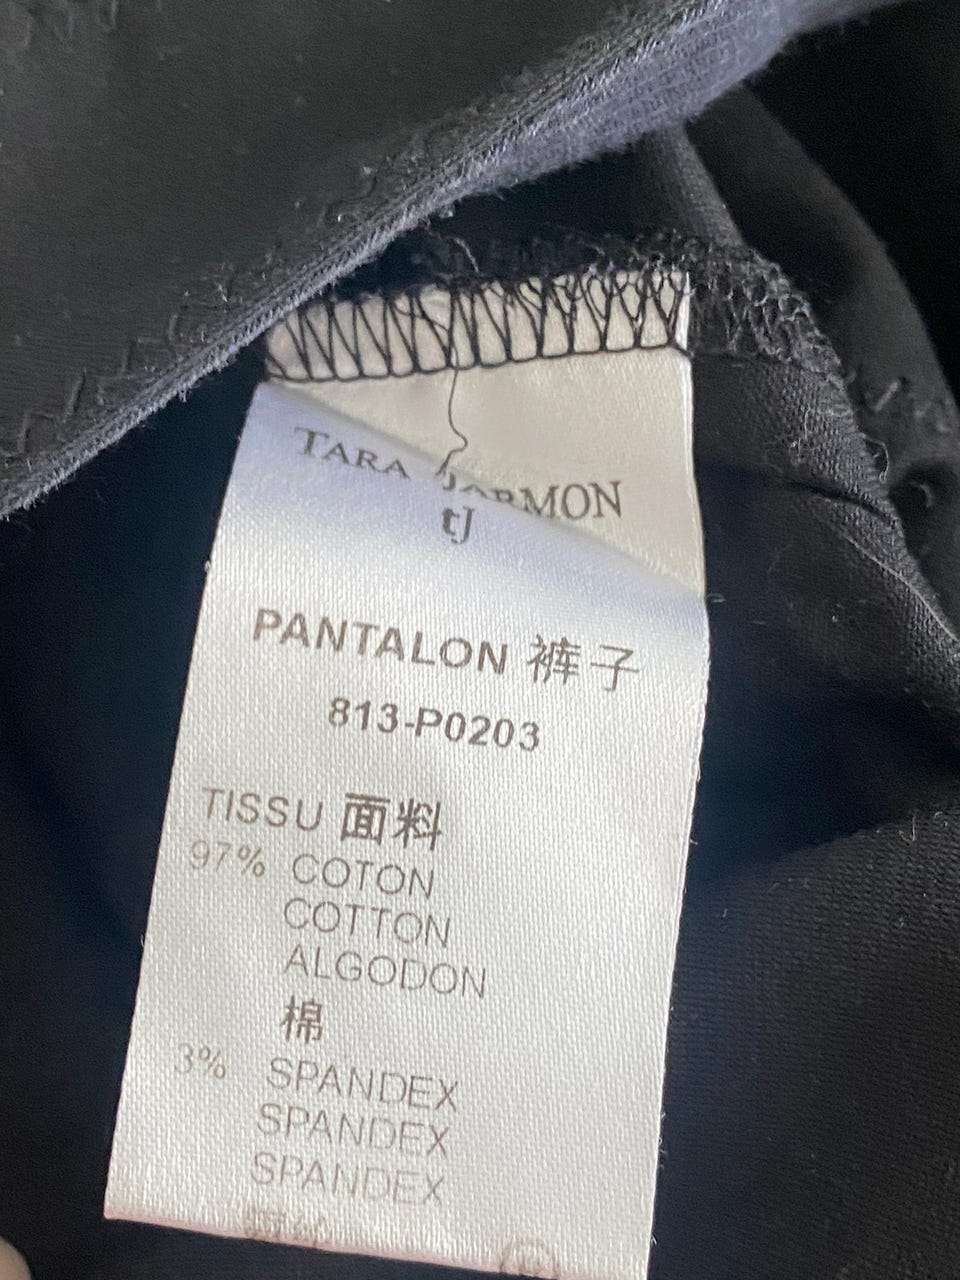 TARA JARMON
tJ
PANTALON 裤子
813-P0203
TISSU 面料
97% COTON
COTTON
ALGODON
棉
3% SPANDEX
SPANDEX
SPANDEX